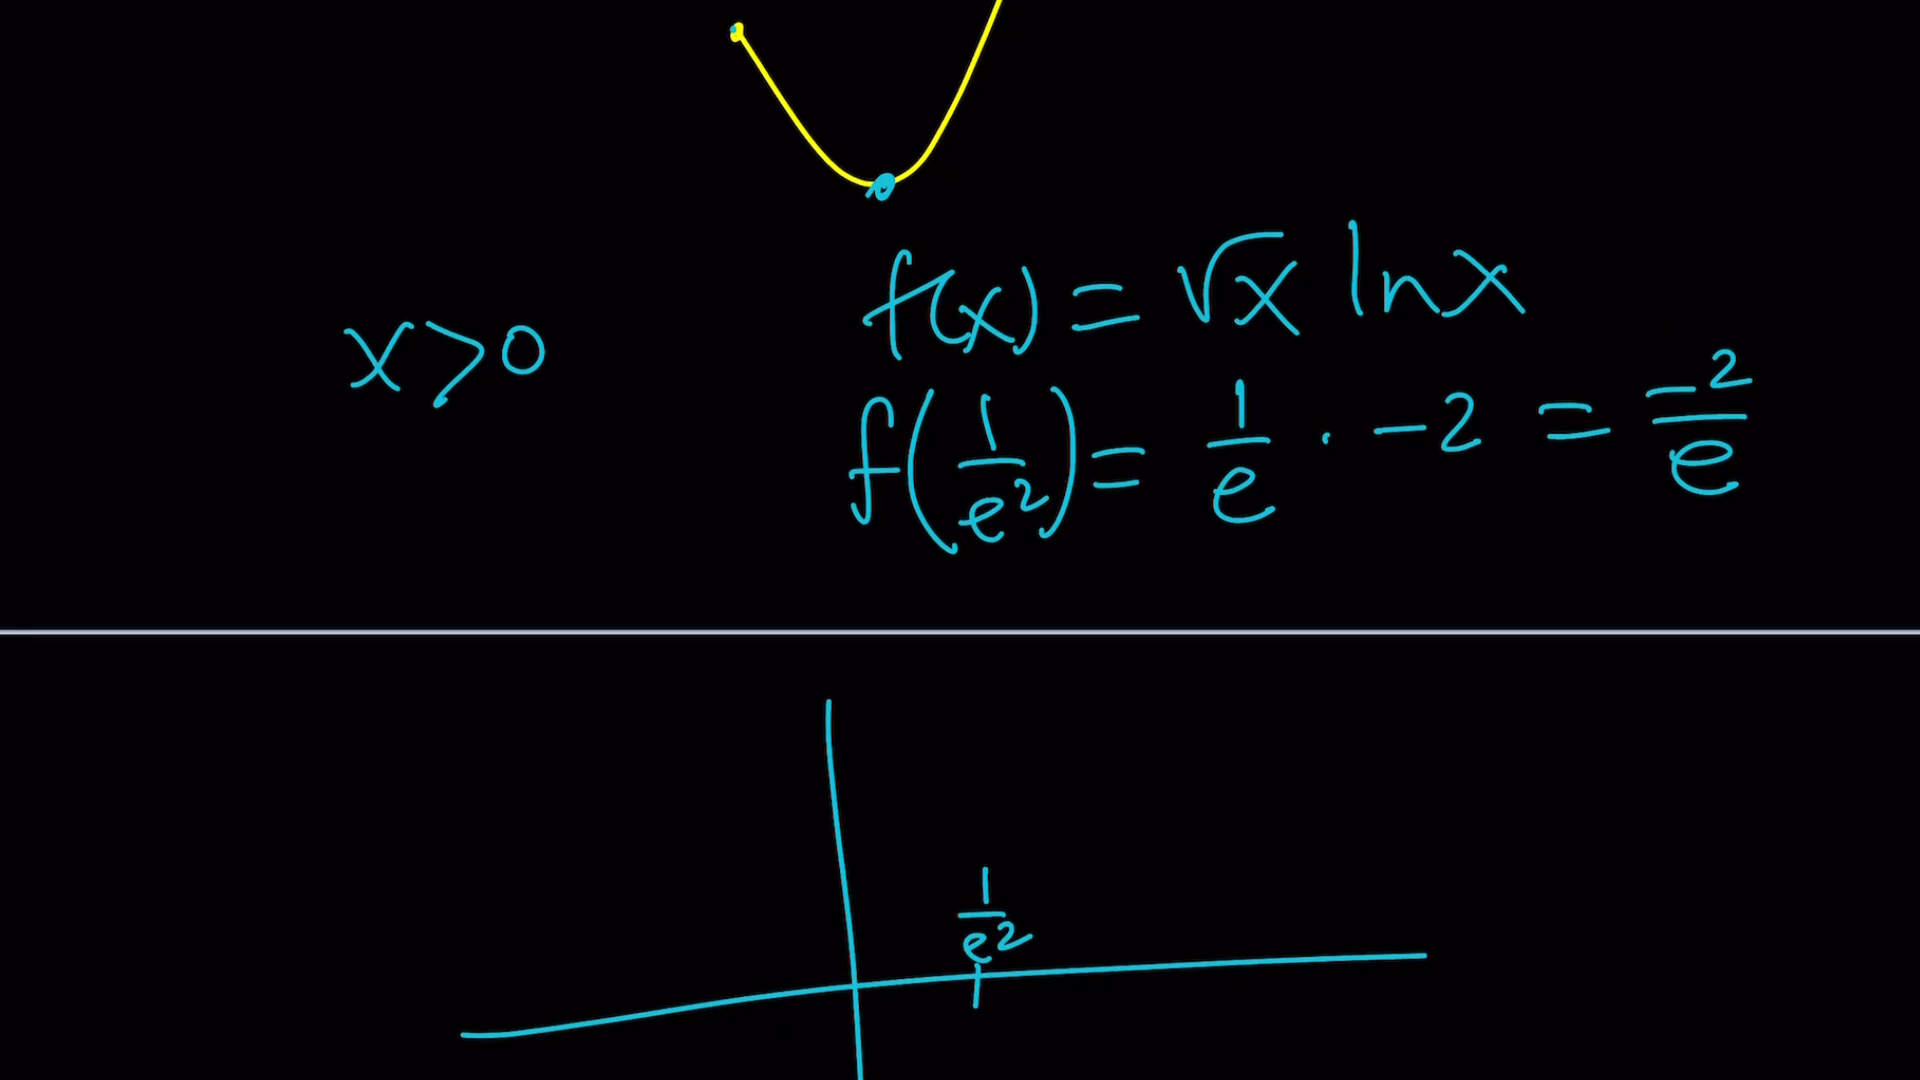 f(x) = √x ln x
x > 0
f(1/e²) = 1/e · -2 = -2/e
1/e²